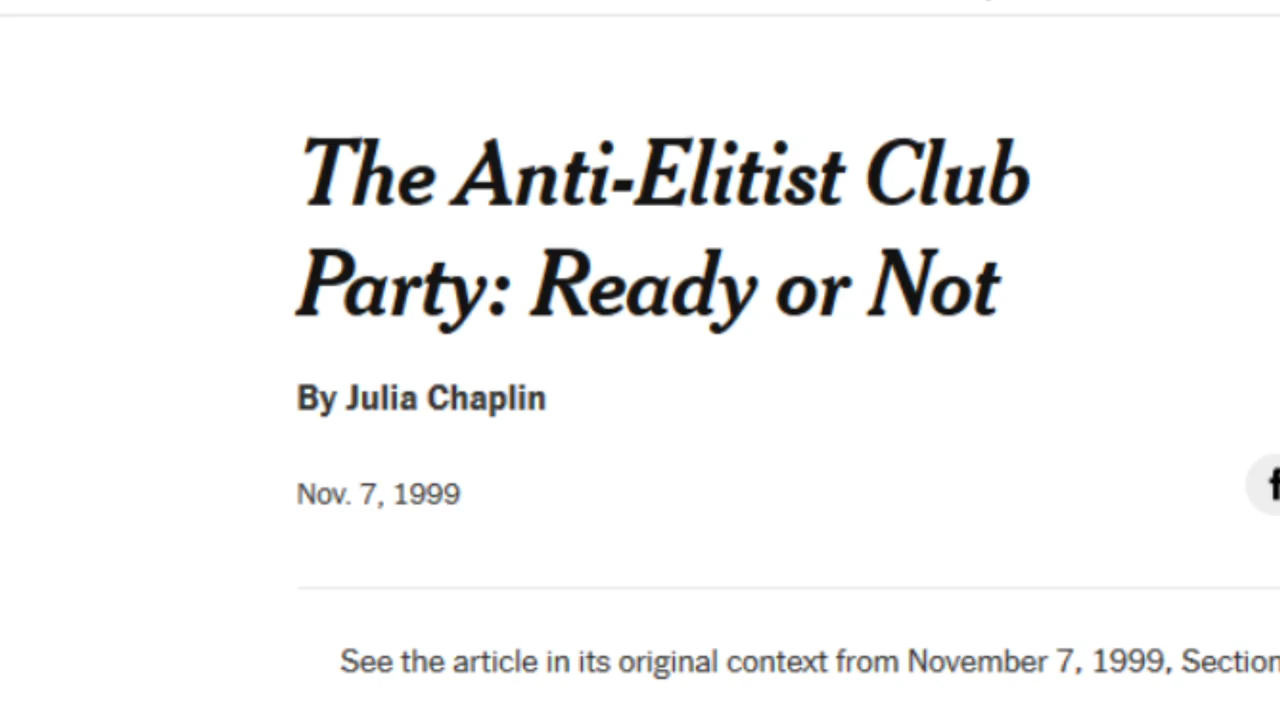 The Anti-Elitist Club
Party: Ready or Not
By Julia Chaplin
Nov. 7, 1999
f
See the article in its original context from November 7, 1999, Section